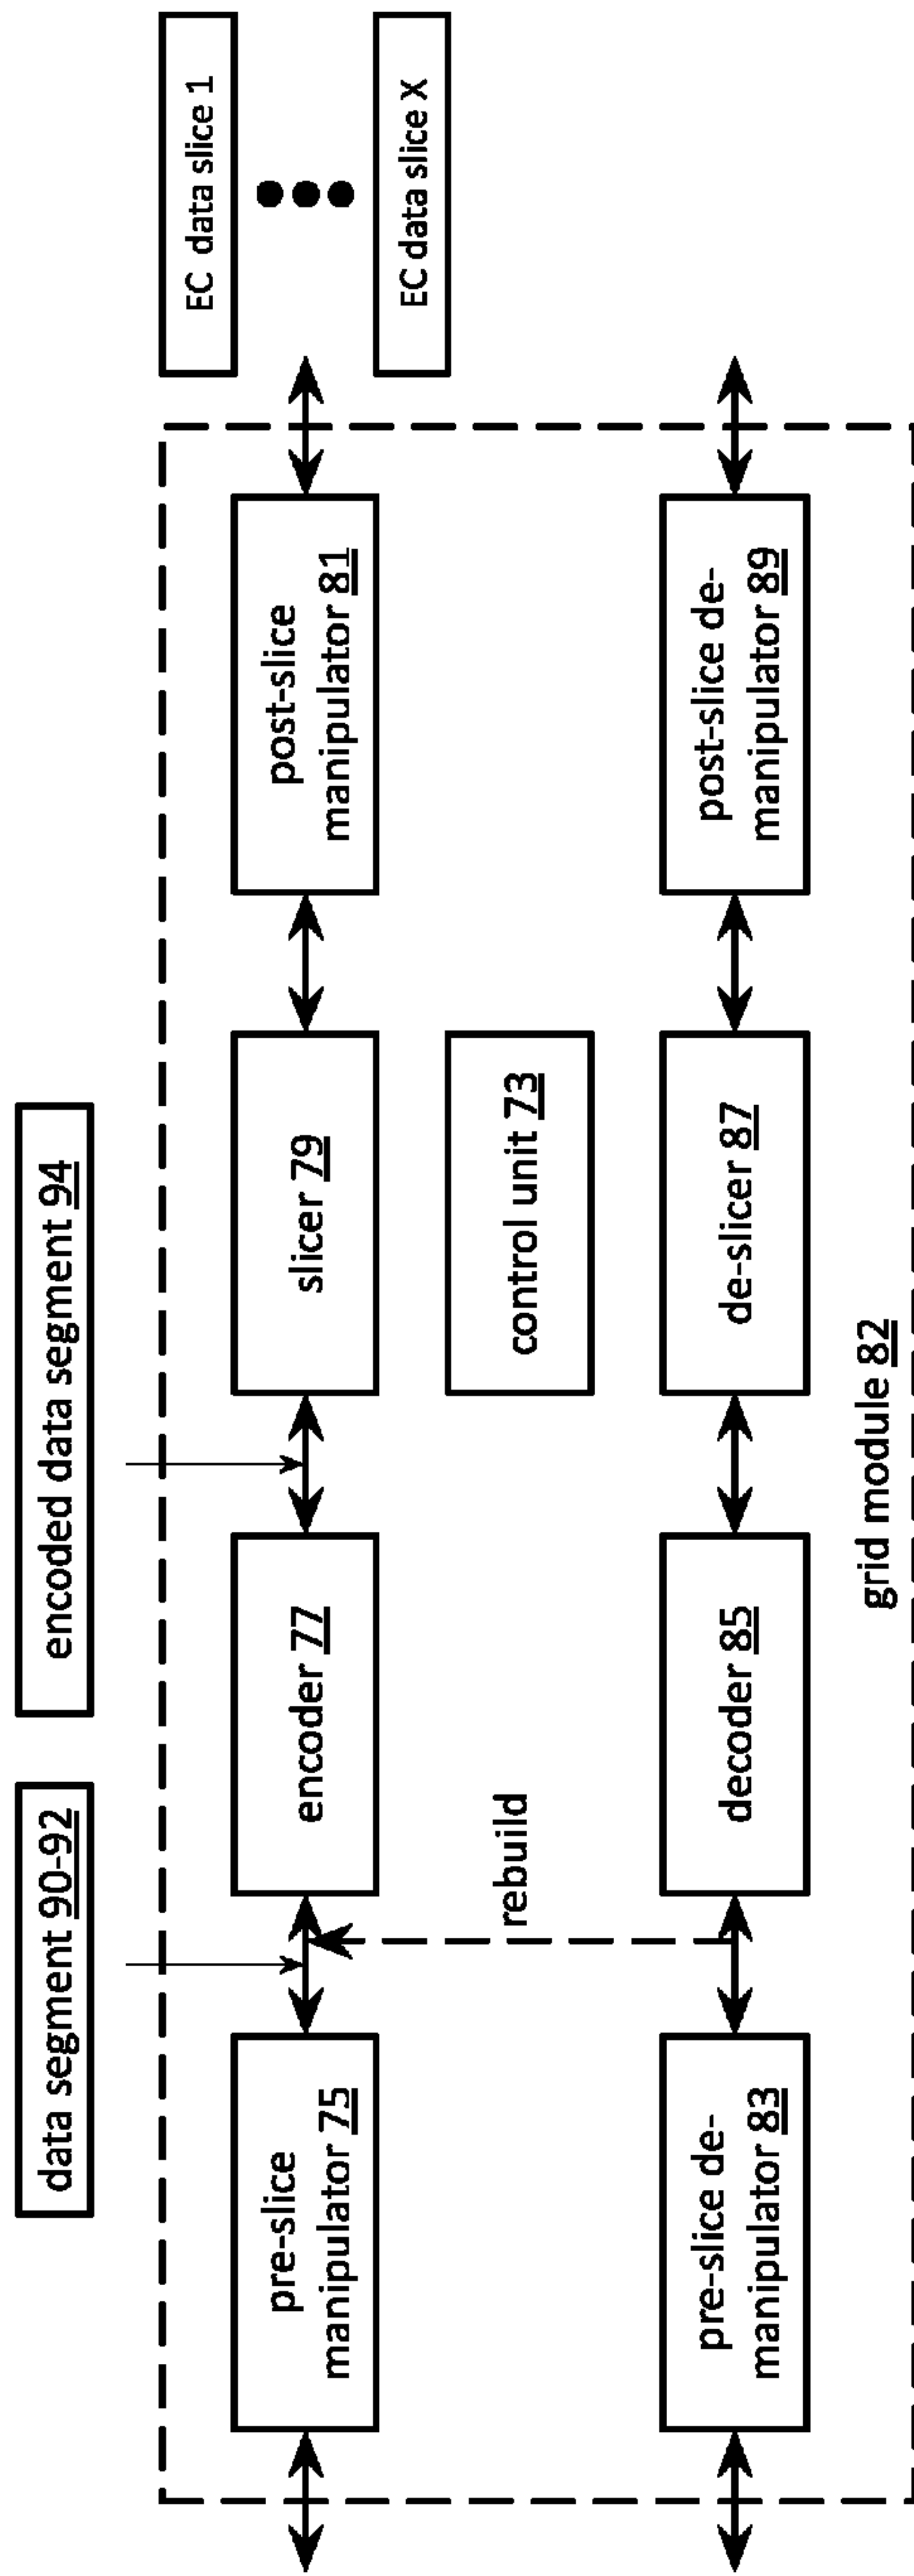 data segment 90-92
encoded data segment 94
EC data slice 1
EC data slice X
pre-slice
manipulator 75
encoder 77
slicer 79
post-slice
manipulator 81
rebuild
control unit 73
pre-slice de-
manipulator 83
decoder 85
de-slicer 87
post-slice de-
manipulator 89
grid module 82